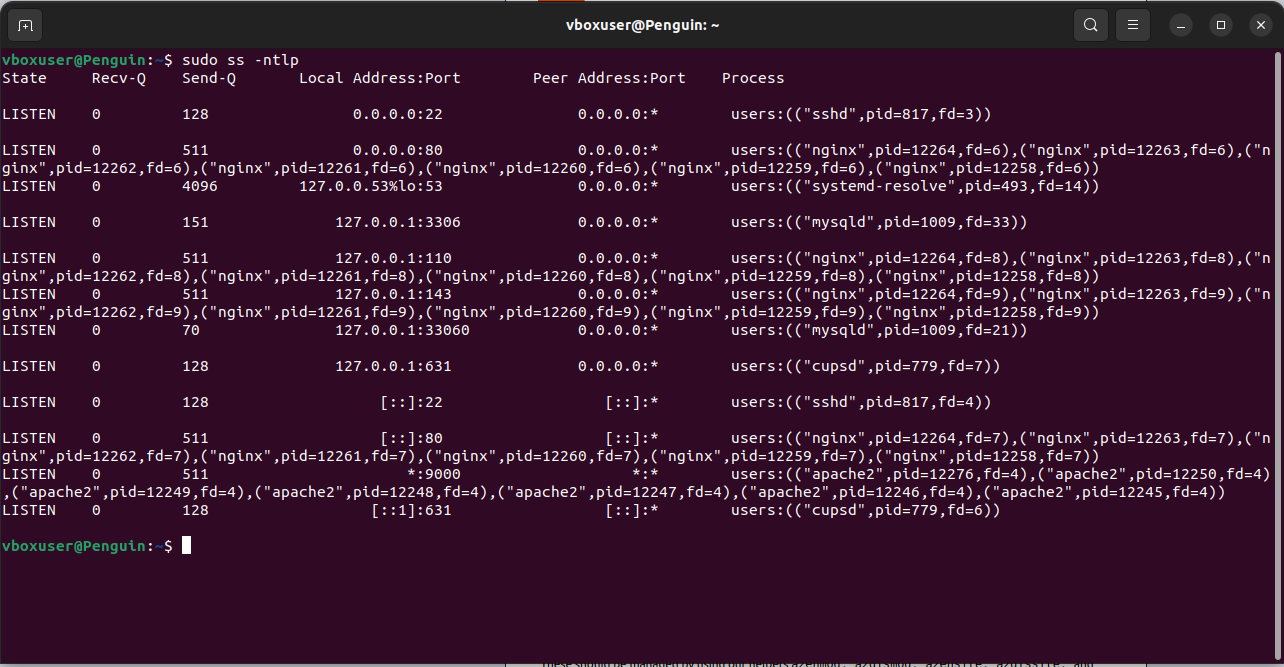 vboxuser@Penguin: ~
vboxuser@Penguin:~$ sudo ss -ntlp
State Recv-Q Send-Q Local Address:Port Peer Address:Port Process
LISTEN 0 128 0.0.0.0:22 0.0.0.0:* users:(("sshd",pid=817,fd=3))
LISTEN 0 511 0.0.0.0:80 0.0.0.0:* users:(("nginx",pid=12264,fd=6),("nginx",pid=12263,fd=6),("n
ginx",pid=12262,fd=6),("nginx",pid=12261,fd=6),("nginx",pid=12260,fd=6),("nginx",pid=12259,fd=6),("nginx",pid=12258,fd=6))
LISTEN 0 4096 127.0.0.53%lo:53 0.0.0.0:* users:(("systemd-resolve",pid=493,fd=14))
LISTEN 0 151 127.0.0.1:3306 0.0.0.0:* users:(("mysqld",pid=1009,fd=33))
LISTEN 0 511 127.0.0.1:110 0.0.0.0:* users:(("nginx",pid=12264,fd=8),("nginx",pid=12263,fd=8),("n
ginx",pid=12262,fd=8),("nginx",pid=12261,fd=8),("nginx",pid=12260,fd=8),("nginx",pid=12259,fd=8),("nginx",pid=12258,fd=8))
LISTEN 0 511 127.0.0.1:143 0.0.0.0:* users:(("nginx",pid=12264,fd=9),("nginx",pid=12263,fd=9),("n
ginx",pid=12262,fd=9),("nginx",pid=12261,fd=9),("nginx",pid=12260,fd=9),("nginx",pid=12259,fd=9),("nginx",pid=12258,fd=9))
LISTEN 0 70 127.0.0.1:33060 0.0.0.0:* users:(("mysqld",pid=1009,fd=21))
LISTEN 0 128 127.0.0.1:631 0.0.0.0:* users:(("cupsd",pid=779,fd=7))
LISTEN 0 128 [::]:22 [::]:* users:(("sshd",pid=817,fd=4))
LISTEN 0 511 [::]:80 [::]:* users:(("nginx",pid=12264,fd=7),("nginx",pid=12263,fd=7),("n
ginx",pid=12262,fd=7),("nginx",pid=12261,fd=7),("nginx",pid=12260,fd=7),("nginx",pid=12259,fd=7),("nginx",pid=12258,fd=7))
LISTEN 0 511 *:9000 *:* users:(("apache2",pid=12276,fd=4),("apache2",pid=12250,fd=4)
,("apache2",pid=12249,fd=4),("apache2",pid=12248,fd=4),("apache2",pid=12247,fd=4),("apache2",pid=12246,fd=4),("apache2",pid=12245,fd=4))
LISTEN 0 128 [::1]:631 [::]:* users:(("cupsd",pid=779,fd=6))
vboxuser@Penguin:~$